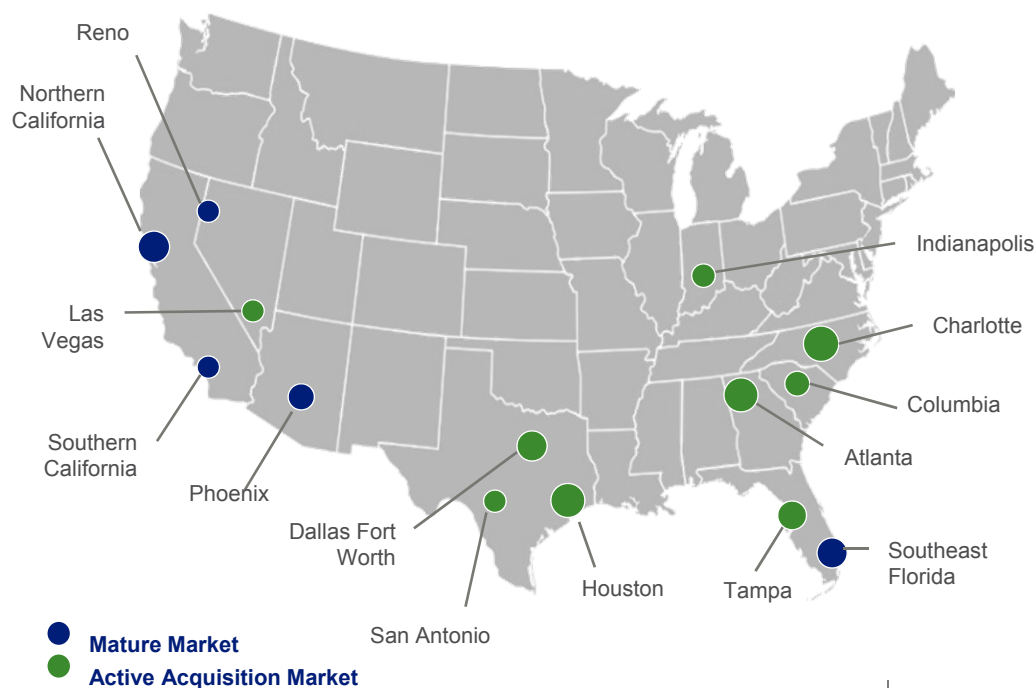 Reno
Northern
California
Las
Vegas
Southern
California
Phoenix
Dallas Fort
Worth
San Antonio
Houston
Tampa
Southeast
Florida
Atlanta
Columbia
Charlotte
Indianapolis
Mature Market
Active Acquisition Market